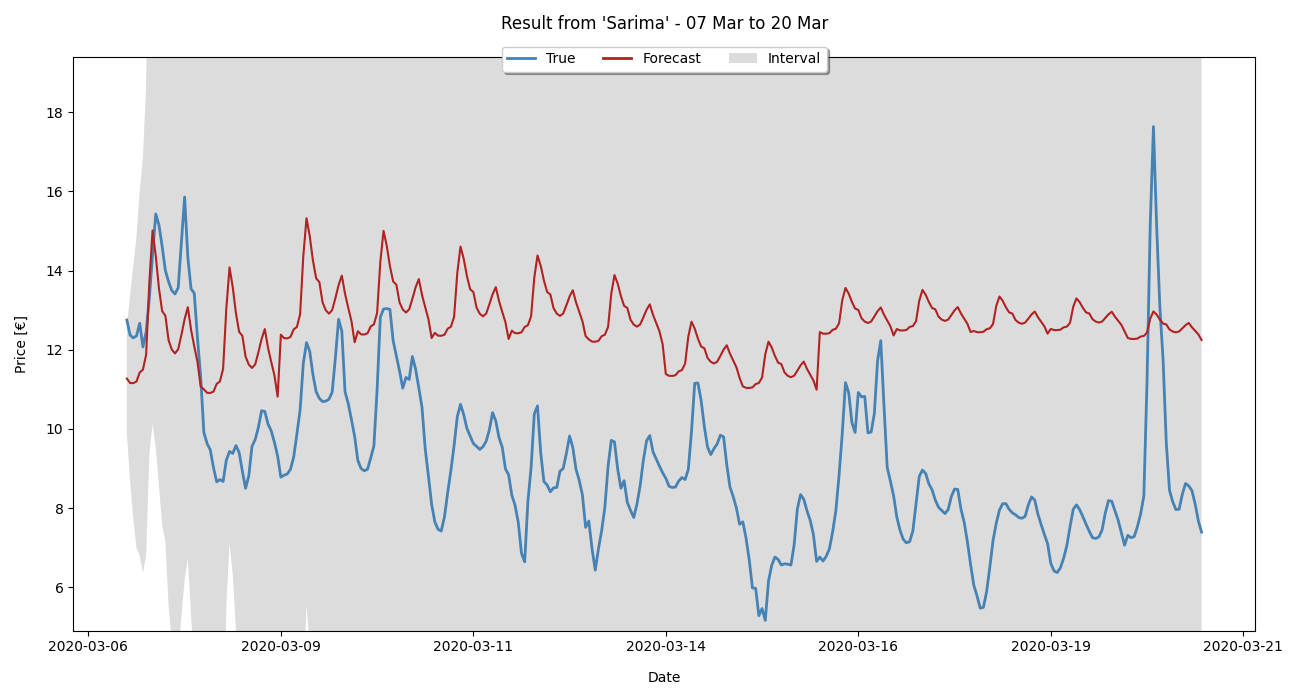 Result from 'Sarima' - 07 Mar to 20 Mar
True Forecast Interval
18
16
14
12
10
8
6
Price [€]
2020-03-06 2020-03-09 2020-03-11 2020-03-14 2020-03-16 2020-03-19 2020-03-21
Date